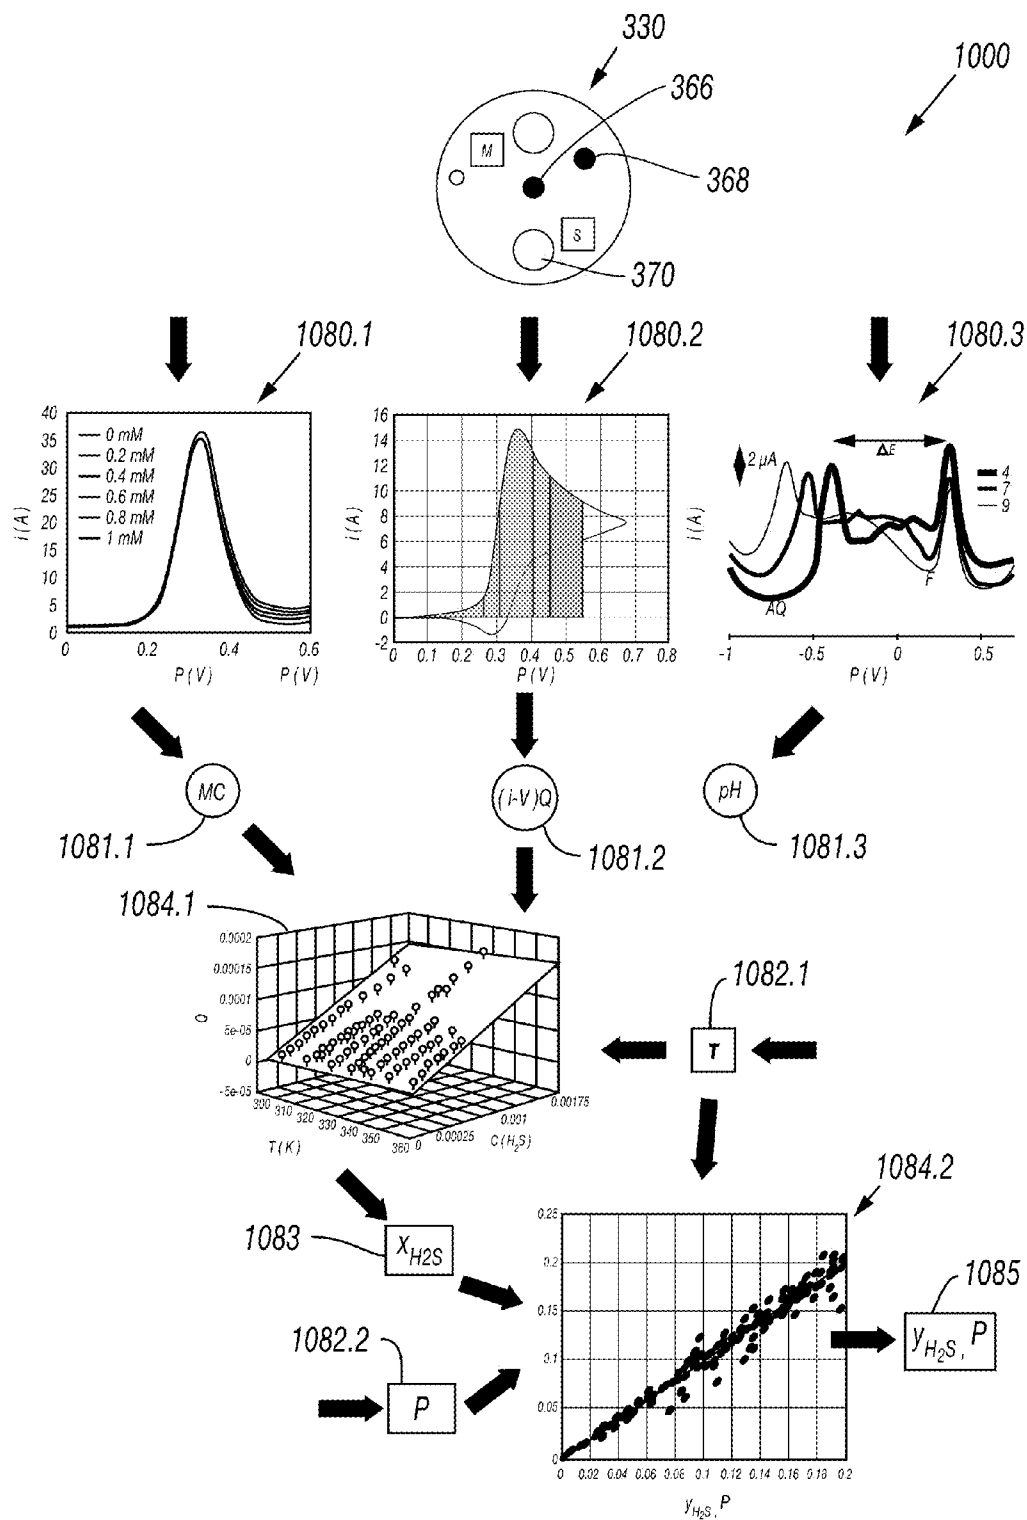 330
1000
366
M
368
S
370
1080.1
1080.2
1080.3
40
35
30
25
20
15
10
5
0
i(A)
0 mM
0.2 mM
0.4 mM
0.6 mM
0.8 mM
1 mM
0 0.2 0.4 0.6
P(V) P(V)
16
14
12
10
8
6
4
2
0
-2
i(A)
0 0.1 0.2 0.3 0.4 0.5 0.6 0.7 0.8
P(V)
2 µA
ΔE
4
7
9
i(A)
AQ
F
-1 -0.5 0 0.5
P(V)
MC
(i-V)Q
pH
1081.1
1081.2
1081.3
1084.1
0.0002
0.00015
0.0001
5e-05
0
-5e-05
Q
300 310 320 330 340 350 360
T(K)
0 0.00025 0.001 0.00175
C(H₂S)
1082.1
T
1084.2
1083
XH2S
1082.2
P
0.25
0.2
0.15
0.1
0.05
0
0 0.02 0.04 0.06 0.08 0.1 0.12 0.14 0.16 0.18 0.2
yH₂S, P
1085
yH₂S, P